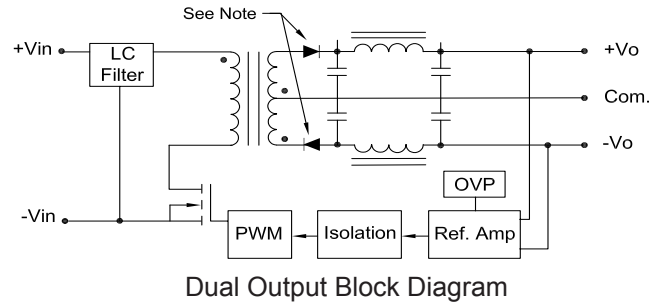 See Note
+Vin
LC
Filter
+Vo
Com.
-Vo
OVP
-Vin
PWM
Isolation
Ref. Amp
Dual Output Block Diagram